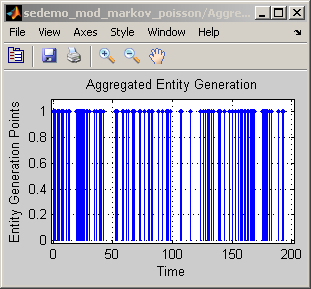 sedemo_mod_markov_poisson/Aggre...
File View Axes Style Window Help
Aggregated Entity Generation
Entity Generation Points
1
0.8
0.6
0.4
0.2
0
0 50 100 150 200
Time